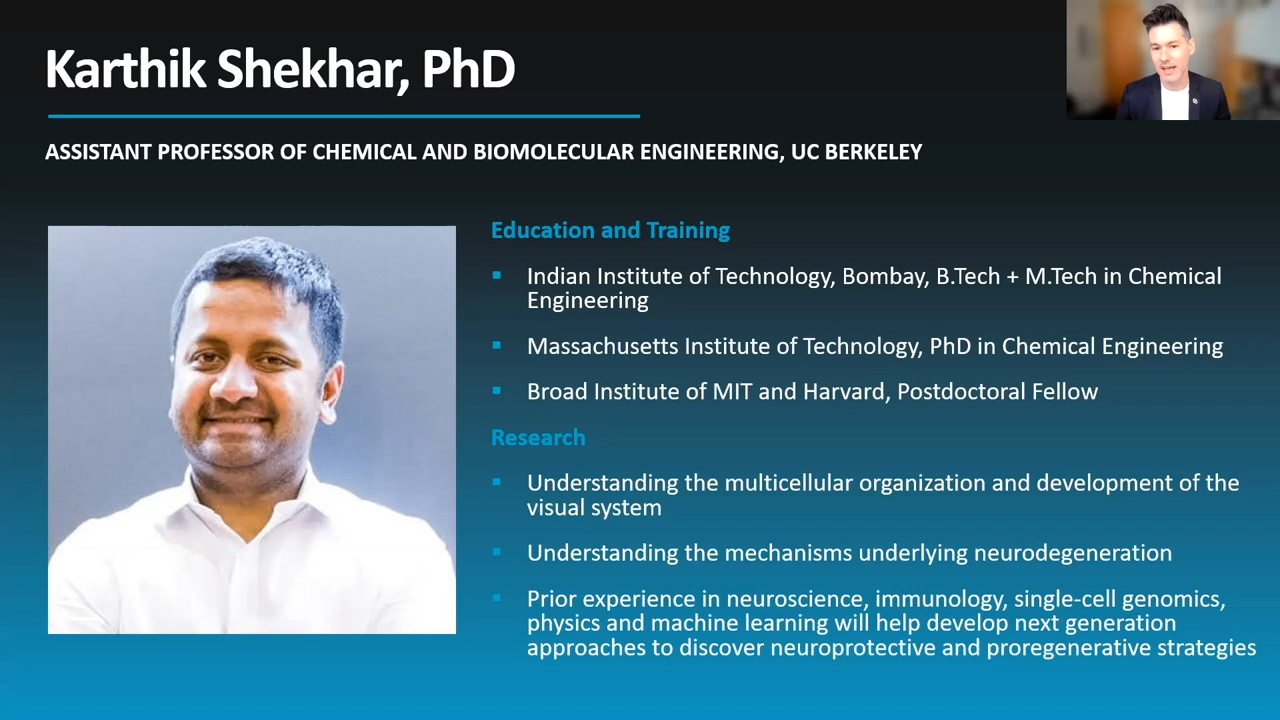 Karthik Shekhar, PhD
ASSISTANT PROFESSOR OF CHEMICAL AND BIOMOLECULAR ENGINEERING, UC BERKELEY
Education and Training
Indian Institute of Technology, Bombay, B.Tech + M.Tech in Chemical
Engineering
Massachusetts Institute of Technology, PhD in Chemical Engineering
Broad Institute of MIT and Harvard, Postdoctoral Fellow
Research
Understanding the multicellular organization and development of the
visual system
Understanding the mechanisms underlying neurodegeneration
Prior experience in neuroscience, immunology, single-cell genomics,
physics and machine learning will help develop next generation
approaches to discover neuroprotective and proregenerative strategies